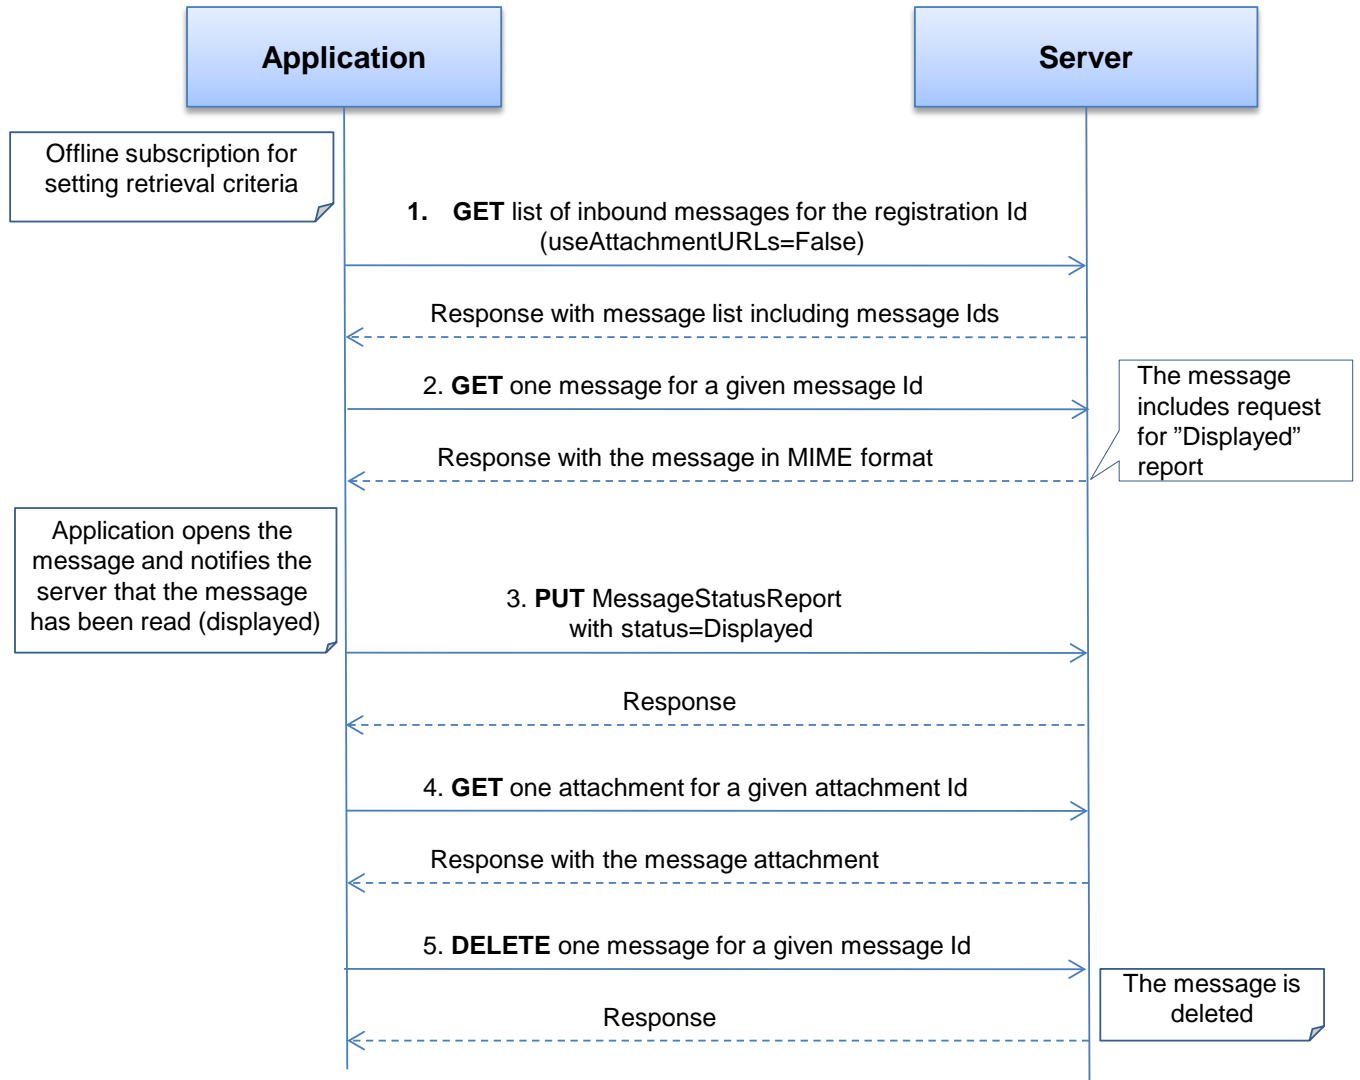 Application
Server
Offline subscription for
setting retrieval criteria
1. GET list of inbound messages for the registration Id
(useAttachmentURLs=False)
Response with message list including message Ids
2. GET one message for a given message Id
The message
includes request
for ”Displayed”
report
Response with the message in MIME format
Application opens the
message and notifies the
server that the message
has been read (displayed)
3. PUT MessageStatusReport
with status=Displayed
Response
4. GET one attachment for a given attachment Id
Response with the message attachment
5. DELETE one message for a given message Id
The message is
deleted
Response